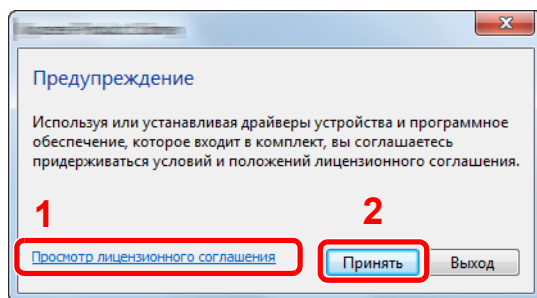 Предупреждение
Используя или устанавливая драйверы устройства и программное
обеспечение, которое входит в комплект, вы соглашаетесь
придерживаться условий и положений лицензионного соглашения.
1
2
Просмотр лицензионного соглашения
Принять
Выход